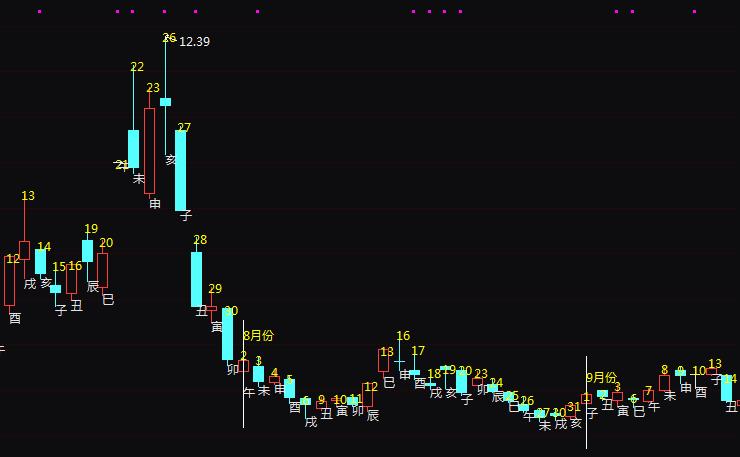 26
12.39
22
23
27
21
亥
未
申
子
13
19
28
20
14
12
15
16
戌
亥
辰
巳
29
子
丑
酉
丑
30
寅
8月份
16
13
17
2
3
卯
4
5
12
午
未
申
酉
6
戌
9
丑
10
寅
11
卯
辰
巳
申
18
酉
19
戌
20
亥
23
子
24
卯
25
辰
26
巳
27
午
30
未
31
戌
亥
9月份
1
子
丑
3
寅
6
巳
7
午
8
未
9
申
10
酉
13
子
14
丑